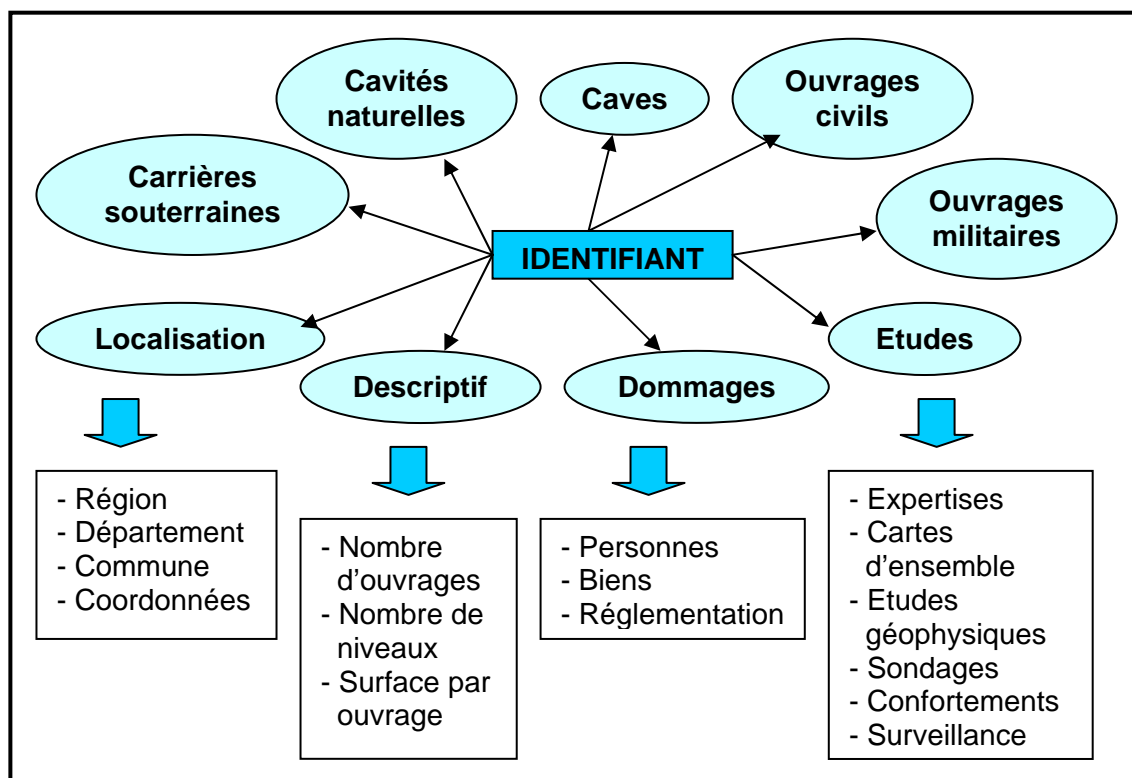 Cavités
naturelles
Caves
Ouvrages
civils
Carrières
souterraines
Ouvrages
militaires
IDENTIFIANT
Localisation
Descriptif
Dommages
Etudes
- Région
- Département
- Commune
- Coordonnées
- Nombre
d'ouvrages
- Nombre de
niveaux
- Surface par
ouvrage
- Personnes
- Biens
- Réglementation
- Expertises
- Cartes
d'ensemble
- Etudes
géophysiques
- Sondages
- Confortements
- Surveillance